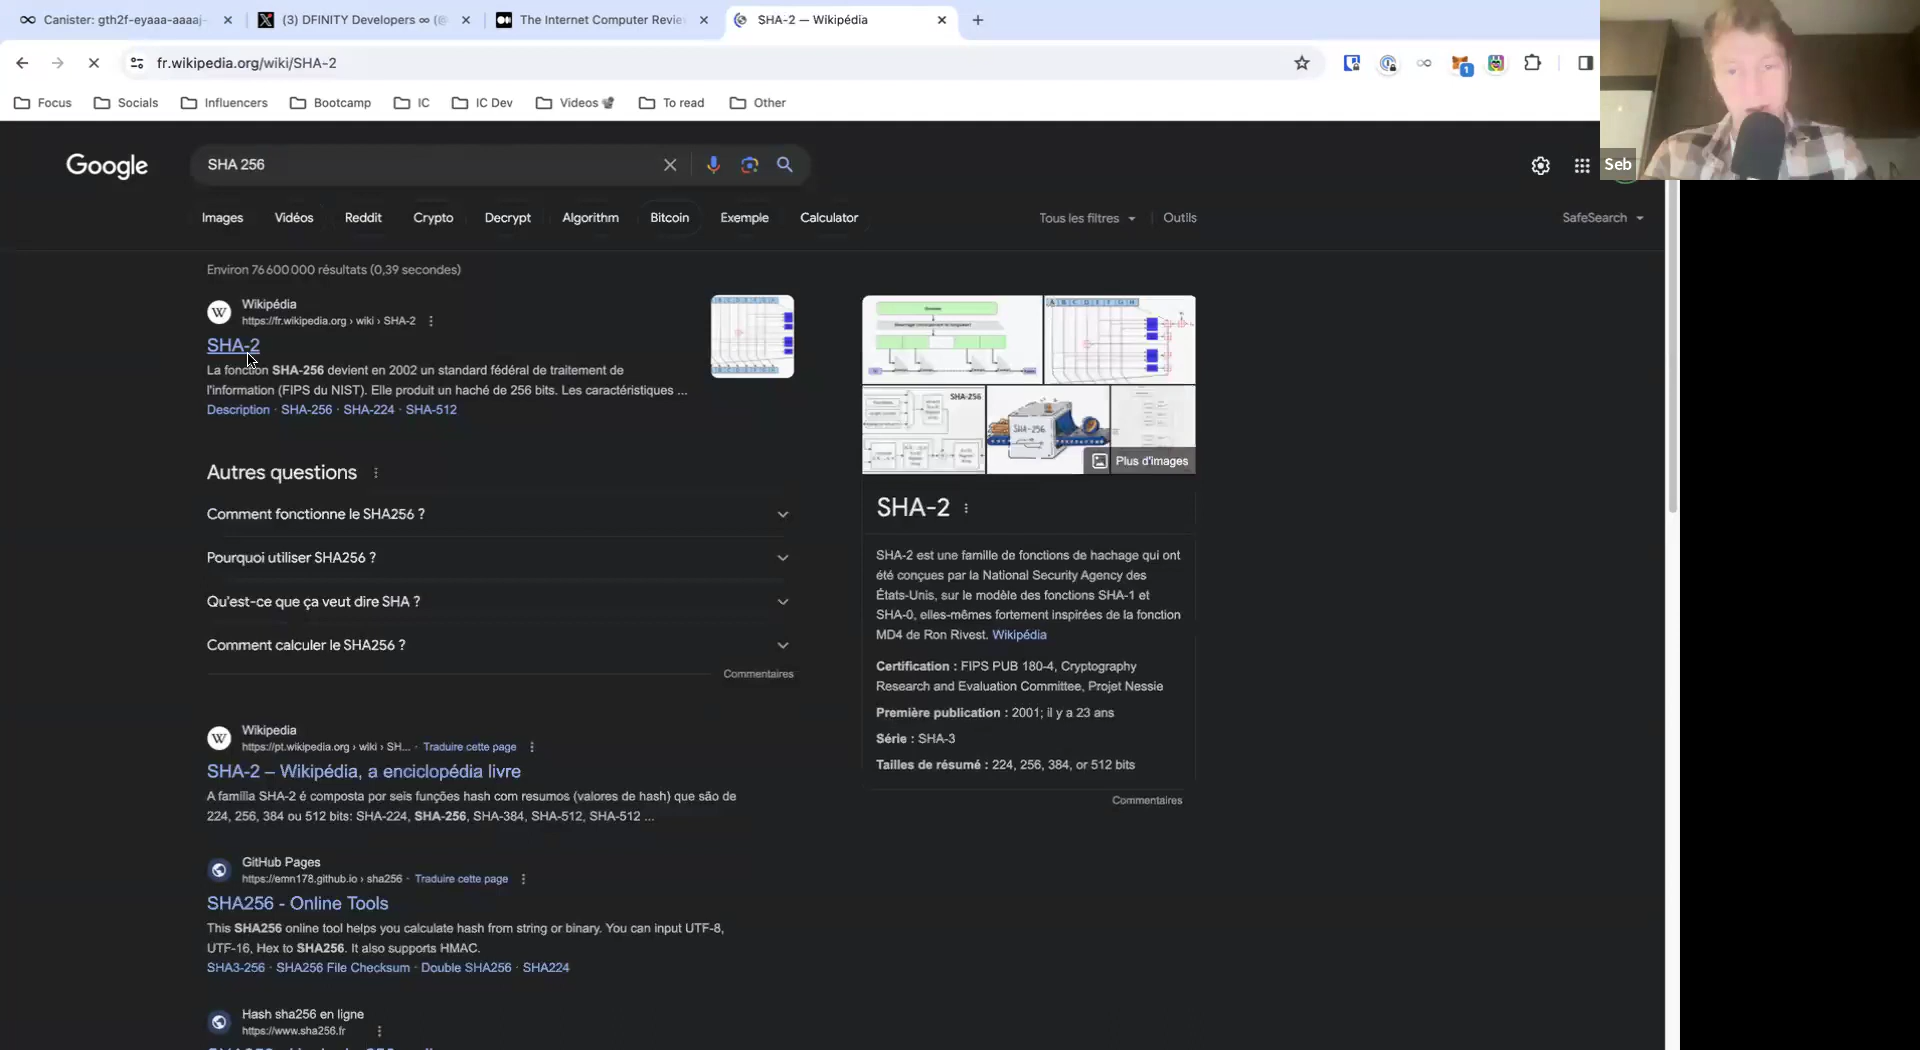 Canister: gth2f-eyaaa-aaaaj-
(3) DFINITY Developers ∞ (@
The Internet Computer Revie
SHA-2 — Wikipédia
fr.wikipedia.org/wiki/SHA-2
1
Focus
Socials
Influencers
Bootcamp
IC
IC Dev
Videos
To read
Other
Seb
Google
SHA 256
Images
Vidéos
Reddit
Crypto
Decrypt
Algorithm
Bitcoin
Exemple
Calculator
Tous les filtres
Outils
SafeSearch
Environ 76 600 000 résultats (0,39 secondes)
W
Wikipédia
https://fr.wikipedia.org › wiki › SHA-2
SHA-2
La fonction SHA-256 devient en 2002 un standard fédéral de traitement de
l'information (FIPS du NIST). Elle produit un haché de 256 bits. Les caractéristiques ...
Description · SHA-256 · SHA-224 · SHA-512
Autres questions
Comment fonctionne le SHA256 ?
Pourquoi utiliser SHA256 ?
Qu'est-ce que ça veut dire SHA ?
Comment calculer le SHA256 ?
Commentaires
W
Wikipedia
https://pt.wikipedia.org › wiki › SH... · Traduire cette page
SHA-2 – Wikipédia, a enciclopédia livre
A família SHA-2 é composta por seis funções hash com resumos (valores de hash) que são de
224, 256, 384 ou 512 bits: SHA-224, SHA-256, SHA-384, SHA-512, SHA-512 ...
GitHub Pages
https://emn178.github.io › sha256 · Traduire cette page
SHA256 - Online Tools
This SHA256 online tool helps you calculate hash from string or binary. You can input UTF-8,
UTF-16, Hex to SHA256. It also supports HMAC.
SHA3-256 · SHA256 File Checksum · Double SHA256 · SHA224
Hash sha256 en ligne
https://www.sha256.fr
SHA-256
SHA-256
Plus d'images
SHA-2
SHA-2 est une famille de fonctions de hachage qui ont
été conçues par la National Security Agency des
États-Unis, sur le modèle des fonctions SHA-1 et
SHA-0, elles-mêmes fortement inspirées de la fonction
MD4 de Ron Rivest. Wikipédia
Certification : FIPS PUB 180-4, Cryptography
Research and Evaluation Committee, Projet Nessie
Première publication : 2001; il y a 23 ans
Série : SHA-3
Tailles de résumé : 224, 256, 384, or 512 bits
Commentaires